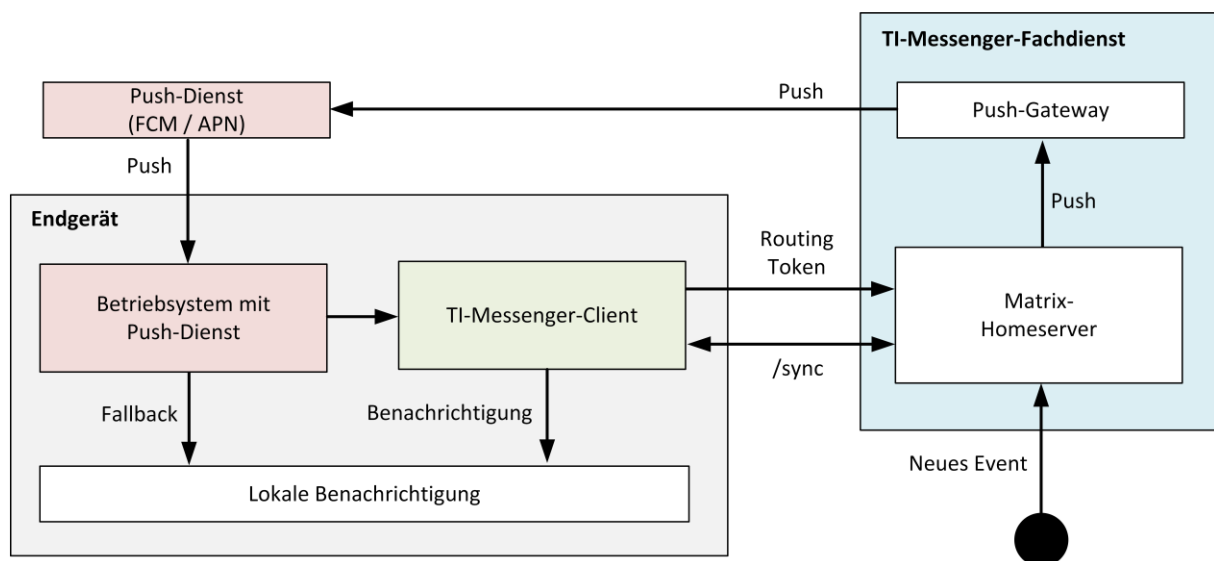 TI-Messenger-Fachdienst
Push-Dienst
(FCM / APN)
Push
Push-Gateway
Push
Push
Endgerät
Routing
Token
Betriebsystem mit
Push-Dienst
TI-Messenger-Client
Matrix-
Homeserver
/sync
Fallback
Benachrichtigung
Neues Event
Lokale Benachrichtigung